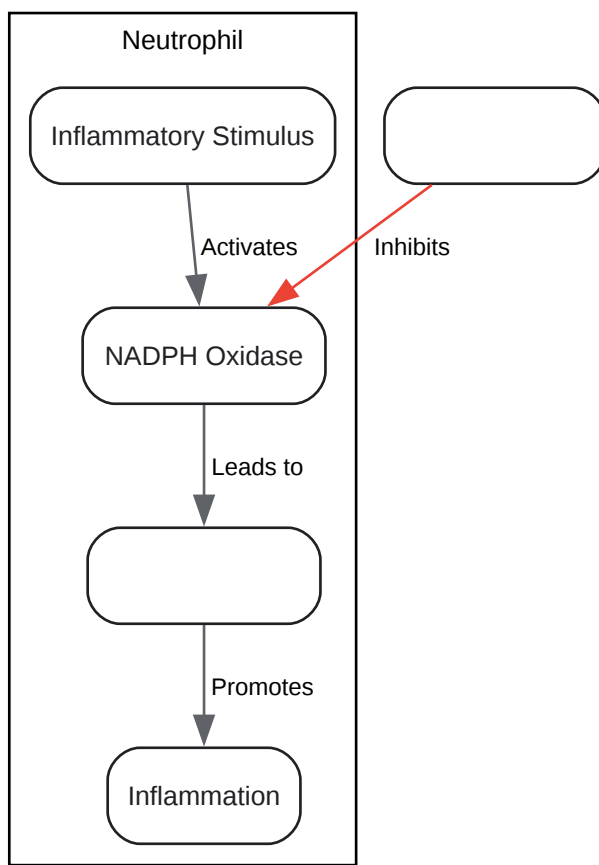 Neutrophil
Inflammatory Stimulus
Activates
Inhibits
NADPH Oxidase
Leads to
Promotes
Inflammation